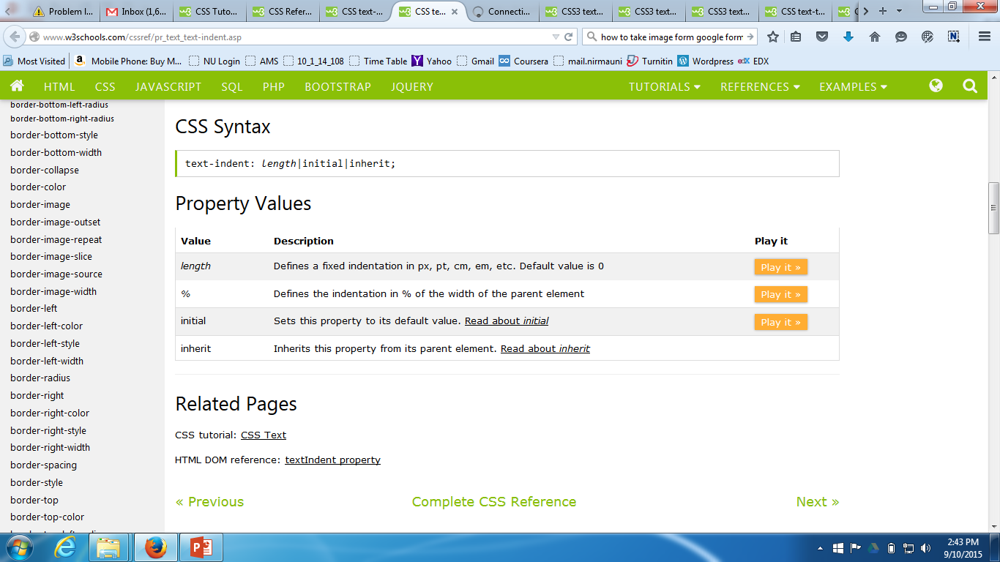 Problem l...
Inbox (1,6...
CSS Tuto...
CSS Refer...
CSS text-...
CSS te...
Connecti...
CSS3 text...
CSS3 text...
CSS3 text...
CSS text-t...
www.w3schools.com/cssref/pr_text_text-indent.asp
how to take image form google form
Most Visited
Mobile Phone: Buy M...
NU Login
AMS
10_1_14_108
Time Table
Yahoo
Gmail
Coursera
mail.nirmauni
Turnitin
Wordpress
EDX
HTML CSS JAVASCRIPT SQL PHP BOOTSTRAP JQUERY TUTORIALS REFERENCES EXAMPLES
border-bottom-left-radius
border-bottom-right-radius
border-bottom-style
border-bottom-width
border-collapse
border-color
border-image
border-image-outset
border-image-repeat
border-image-slice
border-image-source
border-image-width
border-left
border-left-color
border-left-style
border-left-width
border-radius
border-right
border-right-color
border-right-style
border-right-width
border-spacing
border-style
border-top
border-top-color
CSS Syntax
text-indent: length|initial|inherit;
Property Values
Value Description Play it
length Defines a fixed indentation in px, pt, cm, em, etc. Default value is 0 Play it »
% Defines the indentation in % of the width of the parent element Play it »
initial Sets this property to its default value. Read about initial Play it »
inherit Inherits this property from its parent element. Read about inherit
Related Pages
CSS tutorial: CSS Text
HTML DOM reference: textIndent property
« Previous Complete CSS Reference Next »
2:43 PM
9/10/2015